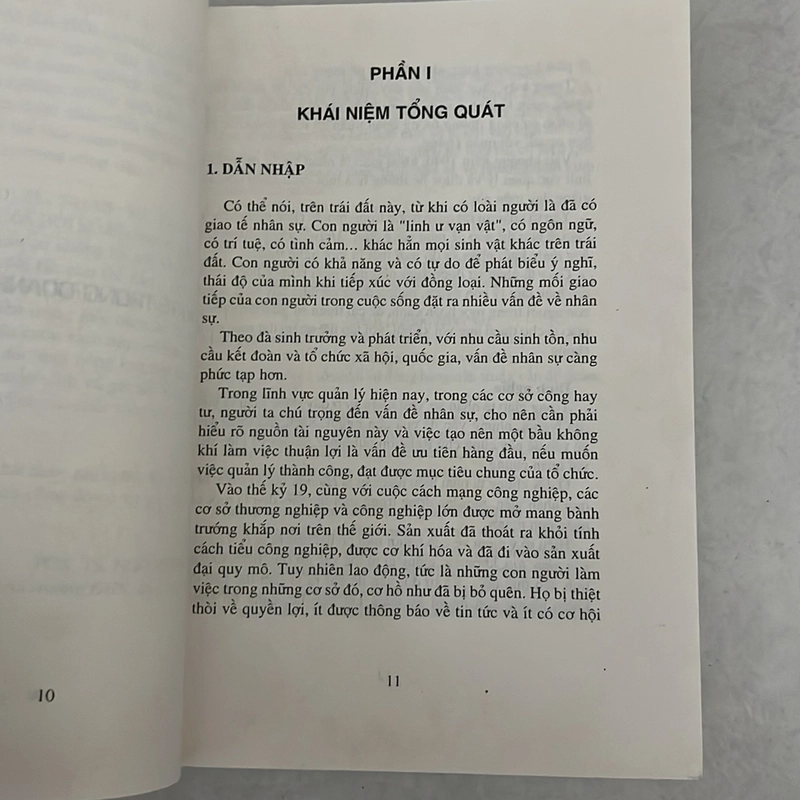 PHẦN I
KHÁI NIỆM TỔNG QUÁT
1. DẪN NHẬP
Có thể nói, trên trái đất này, từ khi có loài người là đã có
giao tế nhân sự. Con người là "linh ư vạn vật", có ngôn ngữ,
có trí tuệ, có tình cảm... khác hẳn mọi sinh vật khác trên trái
đất. Con người có khả năng và có tự do để phát biểu ý nghĩ,
thái độ của mình khi tiếp xúc với đồng loại. Những mối giao
tiếp của con người trong cuộc sống đặt ra nhiều vấn đề về nhân
sự.
Theo đà sinh trưởng và phát triển, với nhu cầu sinh tồn, nhu
cầu kết đoàn và tổ chức xã hội, quốc gia, vấn đề nhân sự càng
phức tạp hơn.
Trong lĩnh vực quản lý hiện nay, trong các cơ sở công hay
tư, người ta chú trọng đến vấn đề nhân sự, cho nên cần phải
hiểu rõ nguồn tài nguyên này và việc tạo nên một bầu không
khí làm việc thuận lợi là vấn đề ưu tiên hàng đầu, nếu muốn
việc quản lý thành công, đạt được mục tiêu chung của tổ chức.
Vào thế kỷ 19, cùng với cuộc cách mạng công nghiệp, các
cơ sở thương nghiệp và công nghiệp lớn được mở mang bành
trướng khắp nơi trên thế giới. Sản xuất đã thoát ra khỏi tính
cách tiểu công nghiệp, được cơ khí hóa và đã đi vào sản xuất
đại quy mô. Tuy nhiên lao động, tức là những con người làm
việc trong những cơ sở đó, cơ hồ như đã bị bỏ quên. Họ bị thiệt
thòi về quyền lợi, ít được thông báo về tin tức và ít có cơ hội
11
10